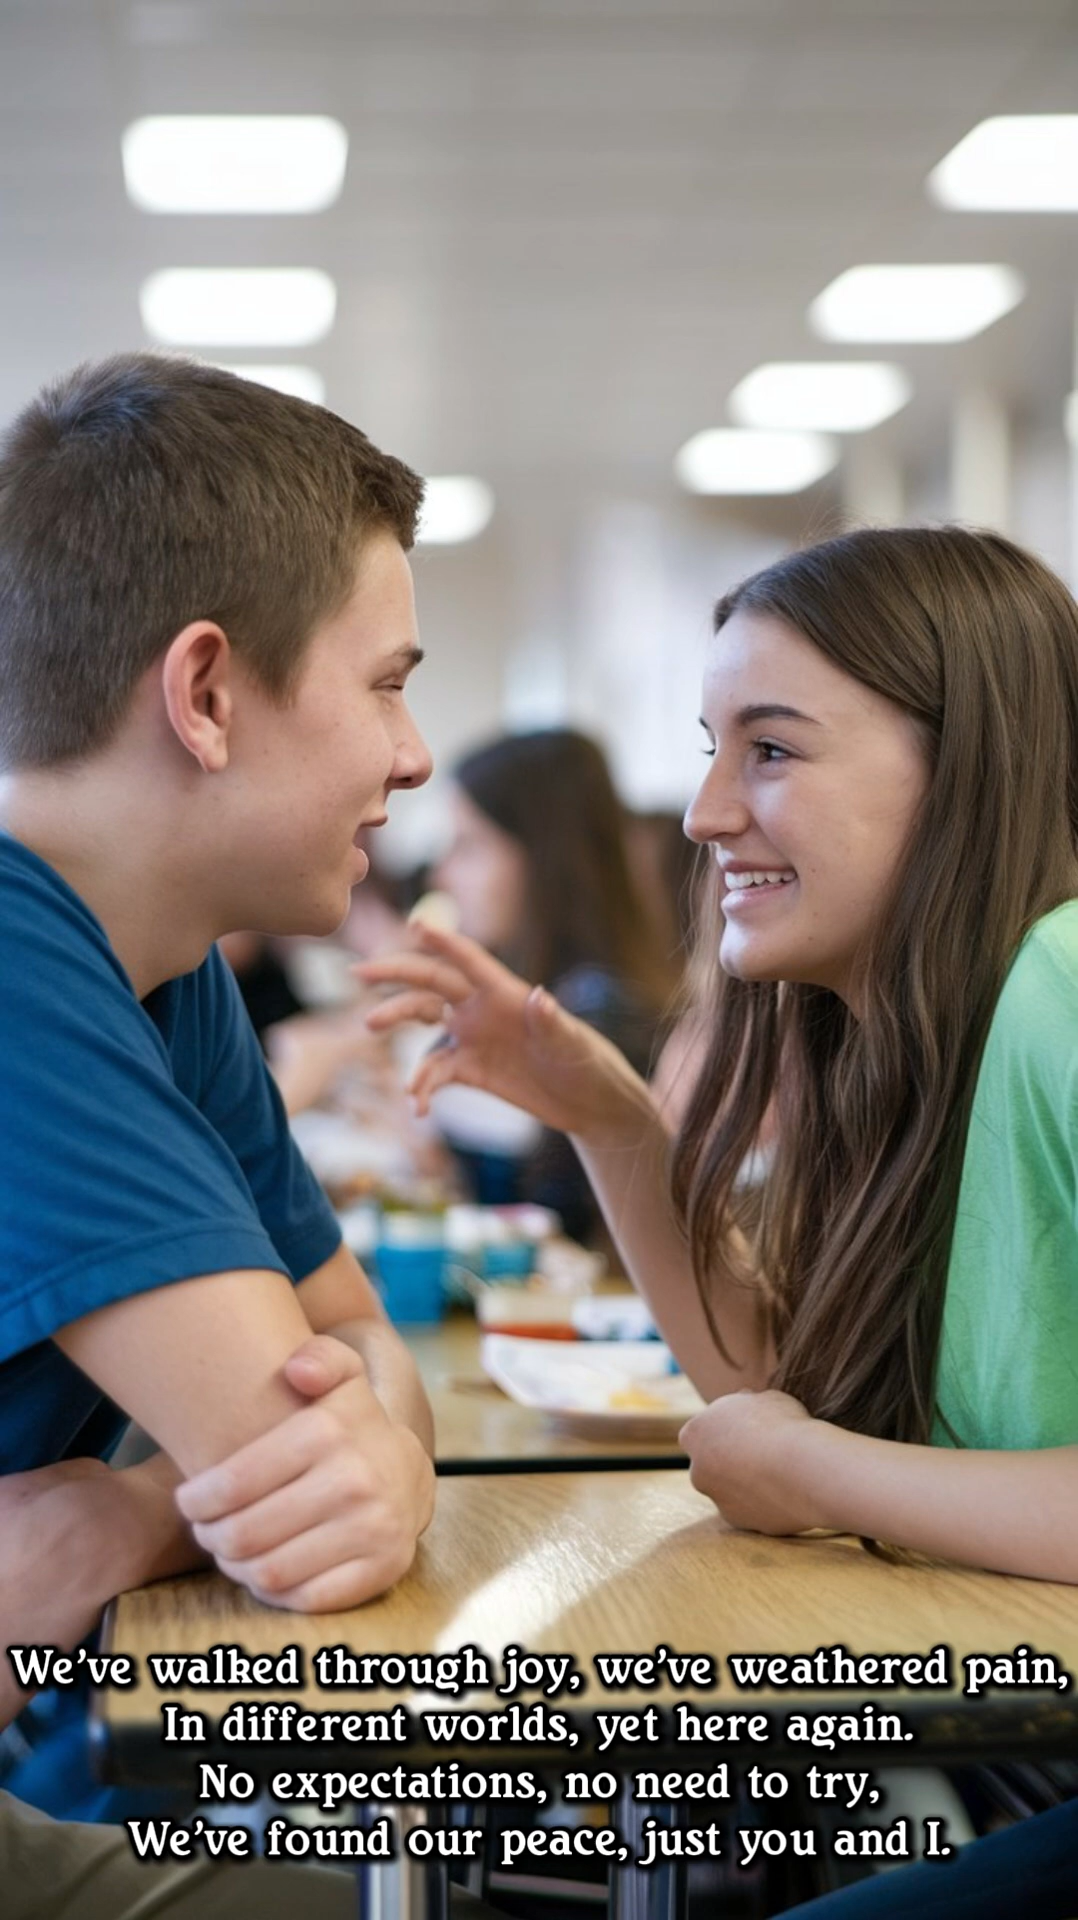 We've walked through joy, we've weathered pain,
In different worlds, yet here again.
No expectations, no need to try,
We've found our peace, just you and I.